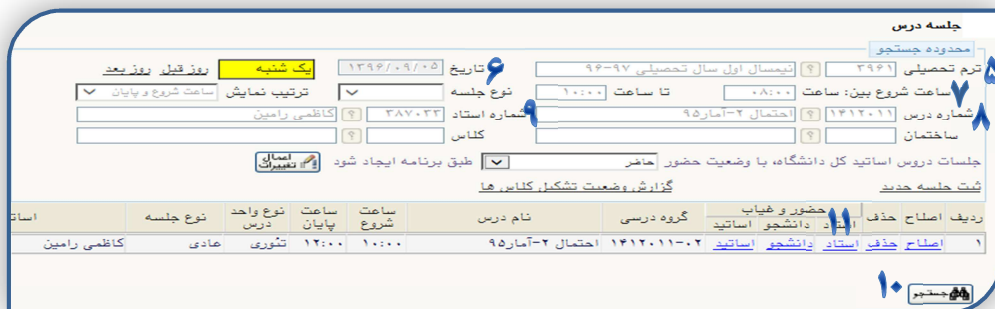 جلسه درس
محدوده جستجو
۵ ترم تحصیلی ۳۹۶۱ ? نیمسال اول سال تحصیلی ۹۷-۹۶ ۶ تاریخ ۱۳۹۶/۰۹/۰۵ یک شنبه روز قبل روز بعد
۷ ساعت شروع بین: ساعت ۰۸:۰۰ تا ساعت ۱۰:۰۰ نوع جلسه ترتیب نمایش ساعت شروع و پایان
۸ شماره درس ۱۴۱۲۰۱۱ ? احتمال ۲-آمار۹۵ ۹ شماره استاد ۳۸۷۰۳۳ ? کاظمی رامین
ساختمان ? کلاس ?
جلسات دروس اساتید کل دانشگاه، با وضعیت حضور حاضر طبق برنامه ایجاد شود اعمال تغییرات
ثبت جلسه جدید گزارش وضعیت تشکیل کلاس ها
ردیف اصلاح حذف حضور و غیاب استاد دانشجو اساتید گروه درسی نام درس ساعت شروع ساعت پایان نوع واحد درس نوع جلسه
۱۱
۱ اصلاح حذف استاد دانشجو اساتید ۱۴۱۲۰۱۱-۰۲ احتمال ۲-آمار۹۵ ۱۰:۰۰ ۱۲:۰۰ تئوری عادی کاظمی رامین
۱۰ جستجو